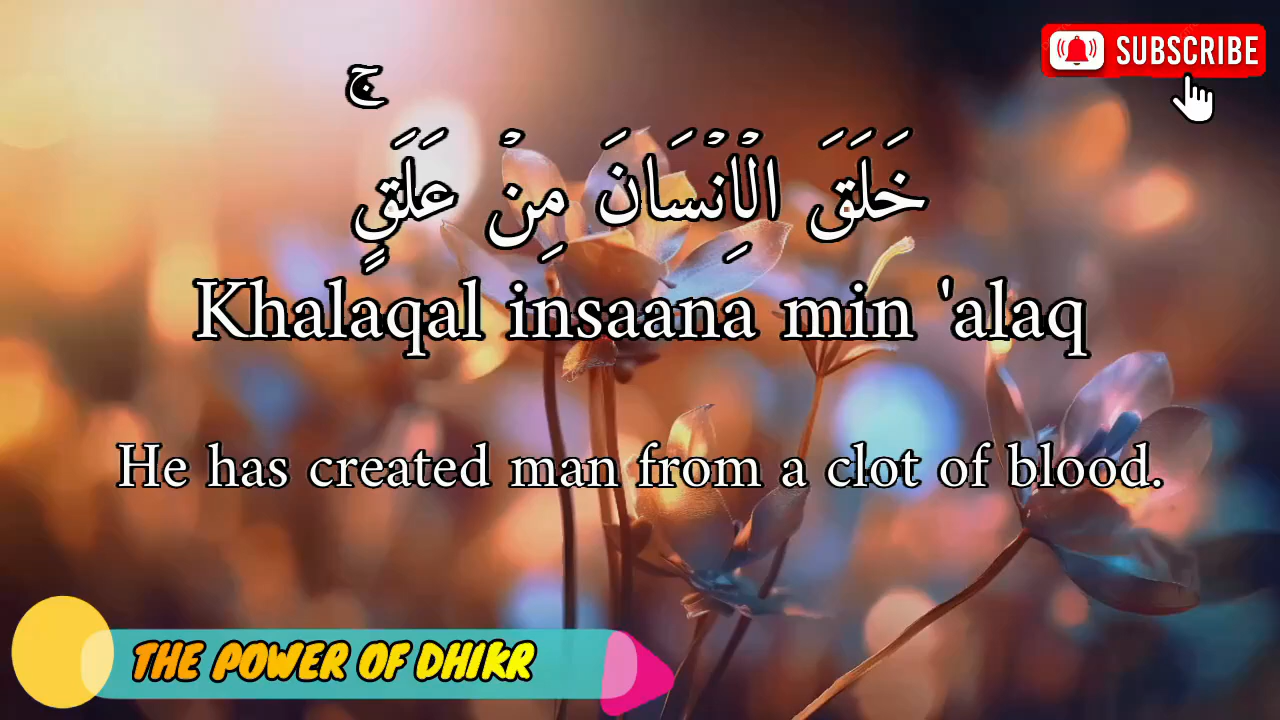 SUBSCRIBE
خَلَقَ الْاِنْسَانَ مِنْ عَلَقٍ ۚ
Khalaqal insaana min 'alaq
He has created man from a clot of blood.
THE POWER OF DHIKR